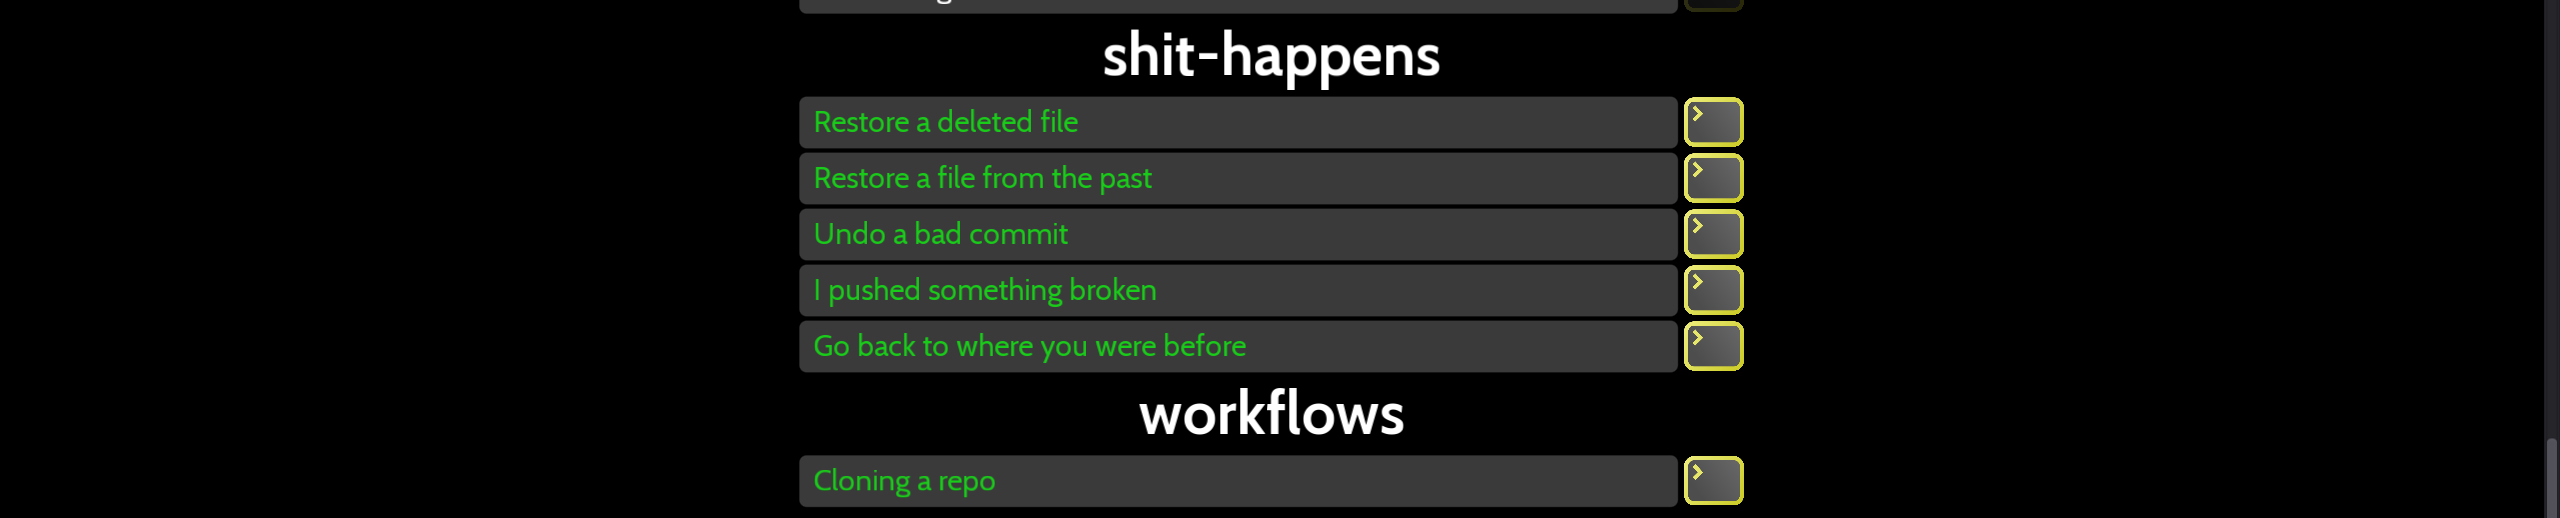 shit-happens
Restore a deleted file
Restore a file from the past
Undo a bad commit
I pushed something broken
Go back to where you were before
workflows
Cloning a repo